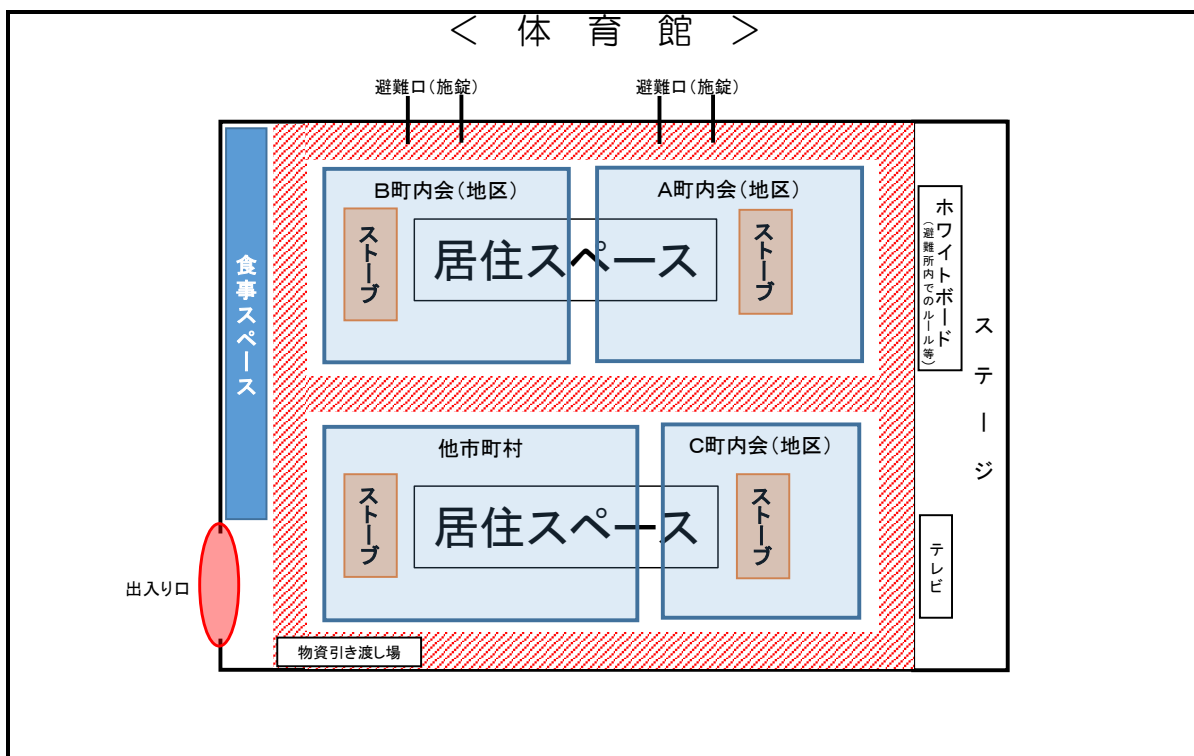 ＜ 体 育 館 ＞
避難口（施錠）
避難口（施錠）
Ｂ町内会（地区）
Ａ町内会（地区）
ストーブ
居住スペース
ストーブ
食事スペース
ホワイトボード
（避難所内でのルール等）
ステージ
他市町村
Ｃ町内会（地区）
ストーブ
居住スペース
ストーブ
テレビ
出入り口
物資引き渡し場